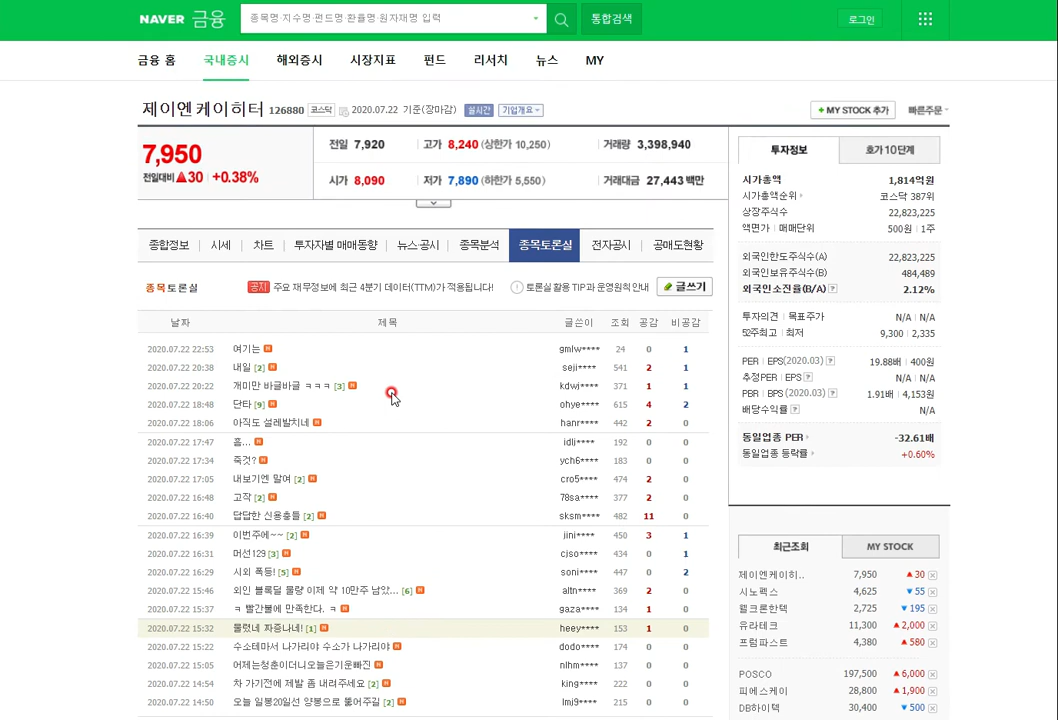 NAVER 금융 종목명·지수명·펀드명·환율명·원자재명 입력 통합검색 로그인
금융 홈 국내증시 해외증시 시장지표 펀드 리서치 뉴스 MY
제이엔케이히터 126880 코스닥 2020.07.22 기준(장마감) 실시간 기업개요 + MY STOCK 추가 빠른주문
7,950
전일대비 ▲30 +0.38%
전일 7,920 고가 8,240 (상한가 10,250) 거래량 3,398,940
시가 8,090 저가 7,890 (하한가 5,550) 거래대금 27,443 백만
종합정보 시세 차트 투자자별 매매동향 뉴스·공시 종목분석 종목토론실 전자공시 공매도현황
종목토론실 공지 주요 재무정보에 최근 4분기 데이터(TTM)가 적용됩니다! 토론실 활용 TIP과 운영원칙 안내 글쓰기
날짜 제목 글쓴이 조회 공감 비공감
2020.07.22 22:53 여기는 N gmlw**** 24 0 1
2020.07.22 20:38 내일 [2] N seji**** 541 2 1
2020.07.22 20:22 개미만 바글바글 ㅋㅋㅋ [3] N kdwi**** 371 1 1
2020.07.22 18:48 단타 [9] N ohye**** 615 4 2
2020.07.22 18:06 아직도 설레발치네 N hanr**** 442 2 0
2020.07.22 17:47 흠... N idli**** 192 0 0
2020.07.22 17:34 죽것? N ych6**** 183 0 0
2020.07.22 17:05 내보기엔 말여 [2] N cro5**** 474 2 0
2020.07.22 16:48 고작 [2] N 78sa**** 377 2 0
2020.07.22 16:40 답답한 신용충들 [2] N sksm**** 482 11 0
2020.07.22 16:39 이번주에~~ [2] N jini**** 450 3 1
2020.07.22 16:31 머선129 [3] N ciso**** 434 0 1
2020.07.22 16:29 시외 폭등! [5] N soni**** 447 0 2
2020.07.22 15:46 외인 블록딜 물량 이제 약 10만주 남았... [6] N altn**** 369 2 0
2020.07.22 15:37 ㅋ 빨간불에 만족한다. ㅋ N gaza**** 134 1 0
2020.07.22 15:32 물렸네 짜증나네! [1] N heey**** 153 1 0
2020.07.22 15:22 수소테마서 나가리야 수소가 나가리야 N dodo**** 174 0 0
2020.07.22 15:05 어제는청춘이더니오늘은기운빠진 N nlhm**** 137 0 0
2020.07.22 14:54 차 가기전에 제발 좀 내려주세요 [2] N king**** 222 0 0
2020.07.22 14:50 오늘 일봉20일선 양봉으로 뚫어주길 [2] N lmj9**** 215 0 0
투자정보 호가 10단계
시가총액 1,814억원
시가총액순위 코스닥 387위
상장주식수 22,823,225
액면가 매매단위 500원 1주
외국인한도주식수(A) 22,823,225
외국인보유주식수(B) 484,489
외국인소진율(B/A) ? 2.12%
투자의견 목표주가 N/A N/A
52주최고 최저 9,300 2,335
PER EPS(2020.03) ? 19.88배 400원
추정PER EPS ? N/A N/A
PBR BPS (2020.03) ? 1.91배 4,153원
배당수익률 ? N/A
동일업종 PER -32.61배
동일업종 등락률 +0.60%
최근조회 MY STOCK
제이엔케이히.. 7,950 ▲30
시노펙스 4,625 ▼55
웰크론한텍 2,725 ▼195
유라테크 11,300 ▲2,000
프럼파스트 4,380 ▲580
POSCO 197,500 ▲6,000
피에스케이 28,800 ▲1,900
DB하이텍 30,400 ▼500